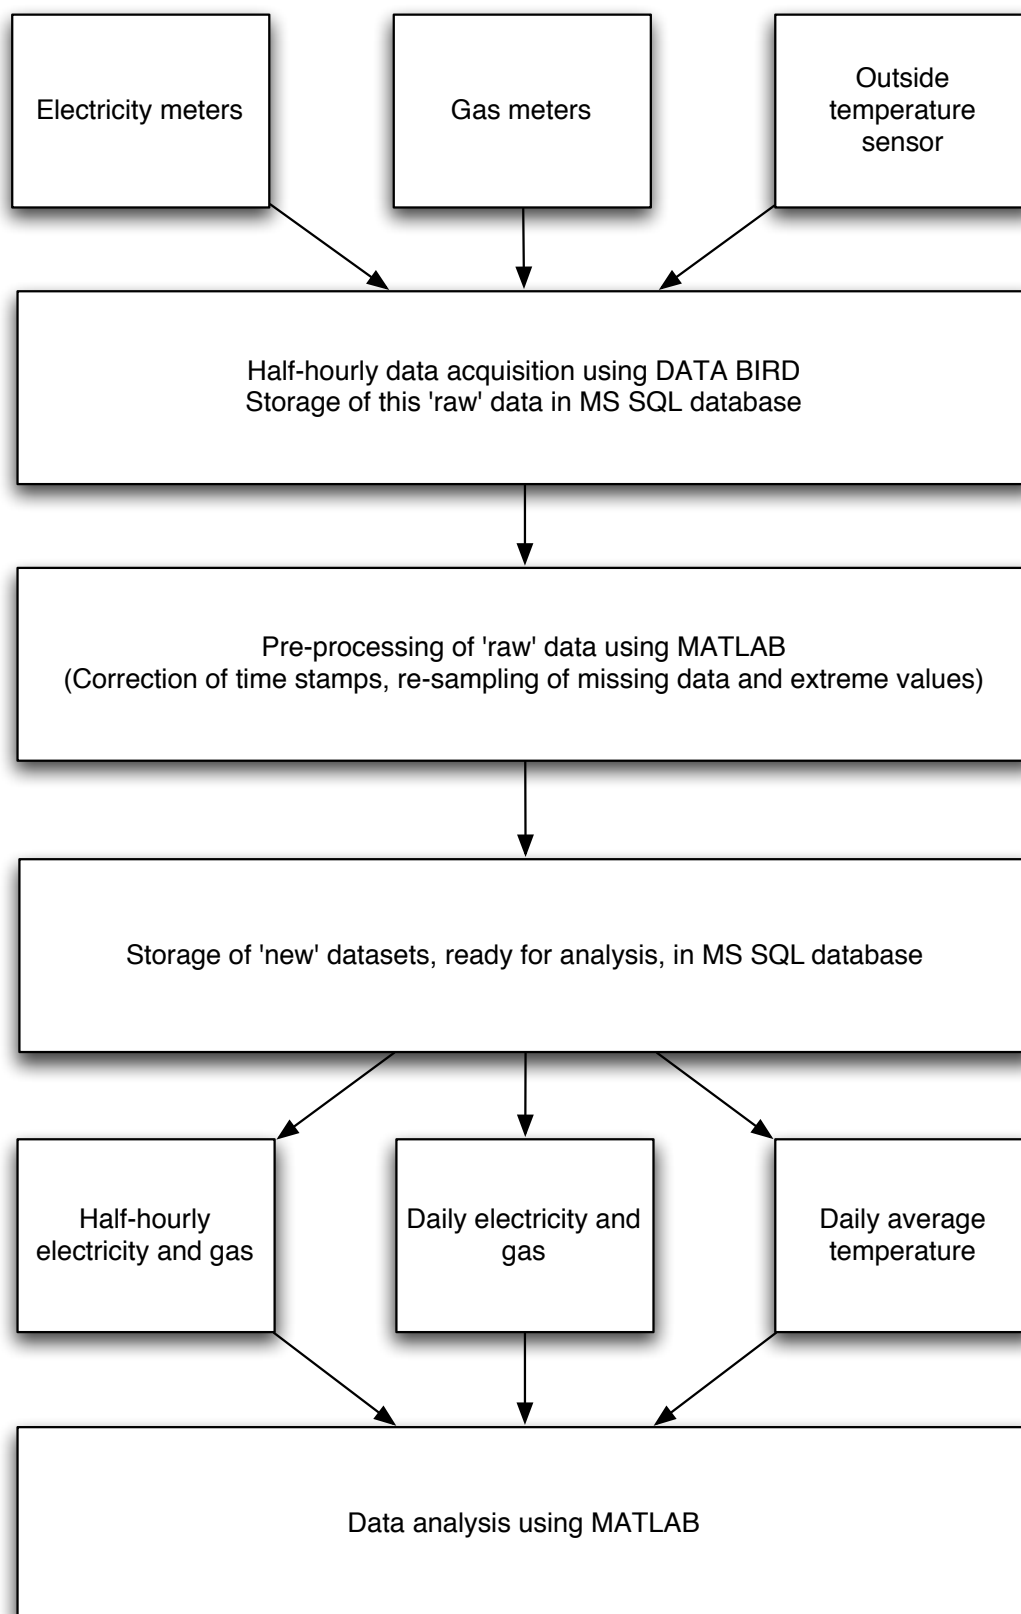 Electricity meters
Gas meters
Outside
temperature
sensor
Half-hourly data acquisition using DATA BIRD
Storage of this 'raw' data in MS SQL database
Pre-processing of 'raw' data using MATLAB
(Correction of time stamps, re-sampling of missing data and extreme values)
Storage of 'new' datasets, ready for analysis, in MS SQL database
Half-hourly
electricity and gas
Daily electricity and
gas
Daily average
temperature
Data analysis using MATLAB